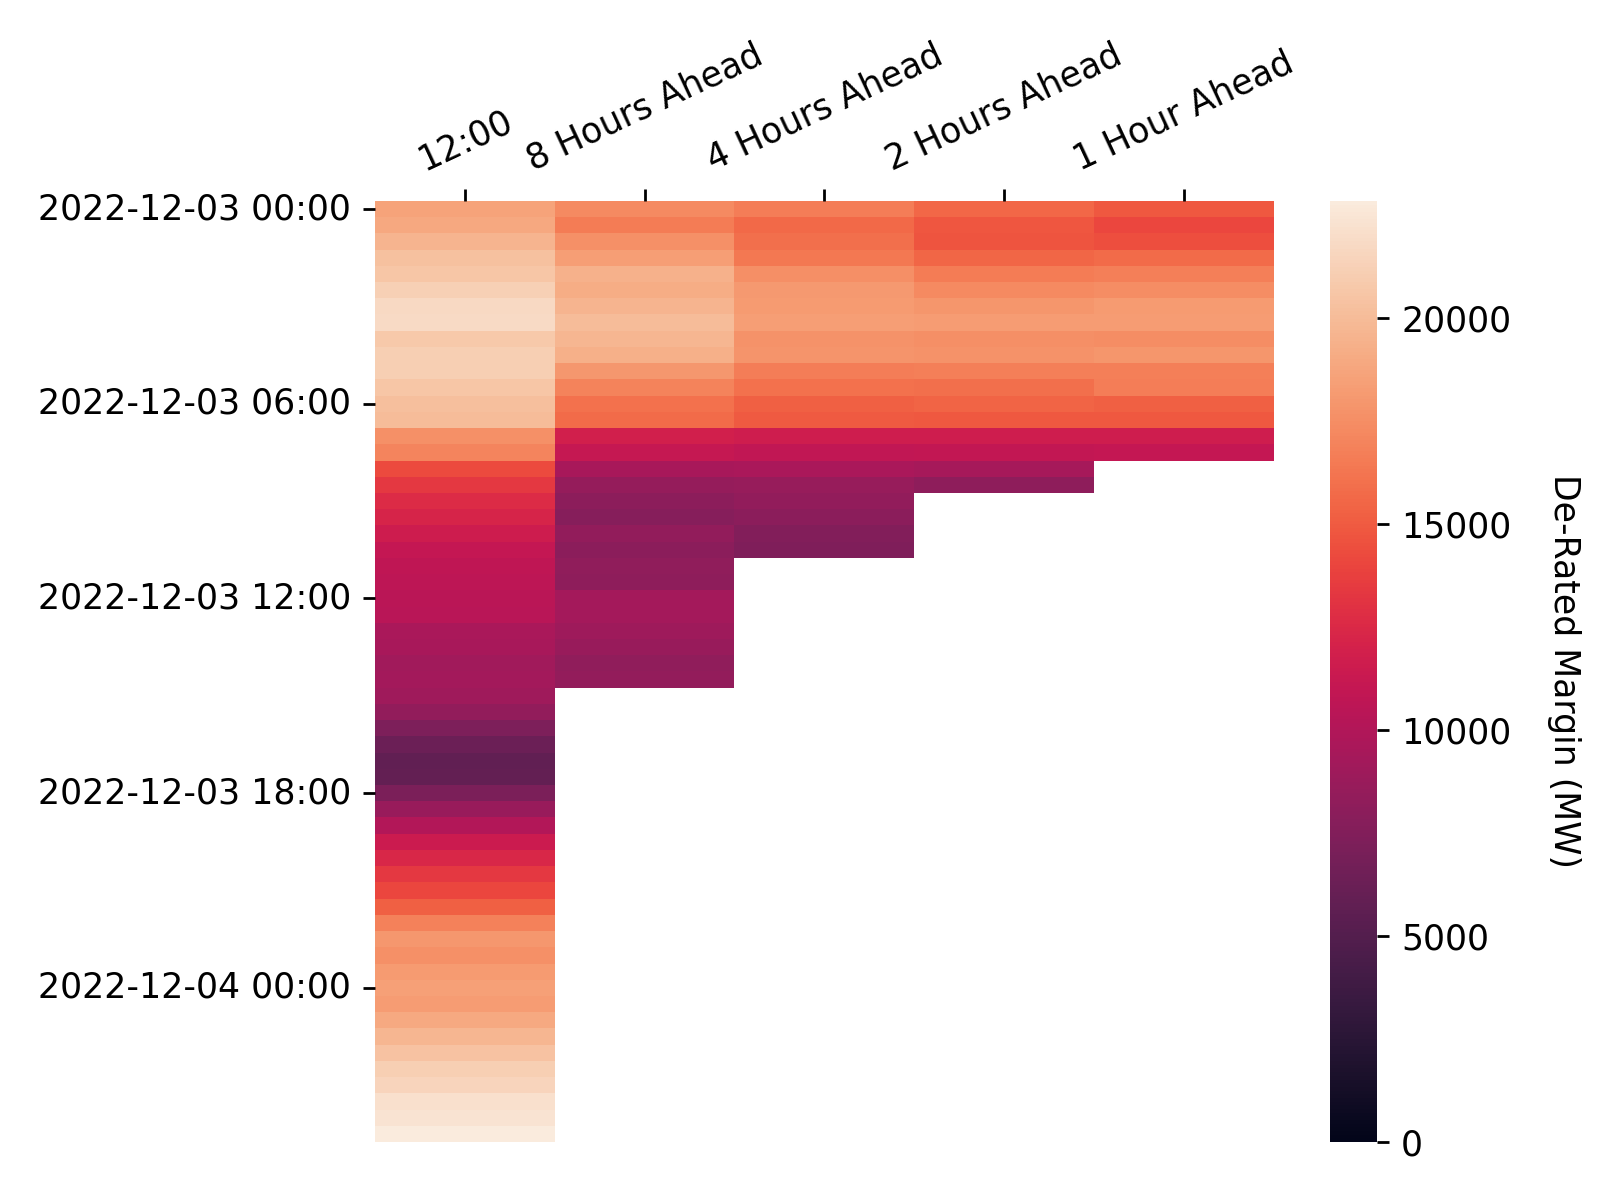 12:00
8 Hours Ahead
4 Hours Ahead
2 Hours Ahead
1 Hour Ahead
2022-12-03 00:00
2022-12-03 06:00
2022-12-03 12:00
2022-12-03 18:00
2022-12-04 00:00
20000
15000
10000
5000
0
De-Rated Margin (MW)